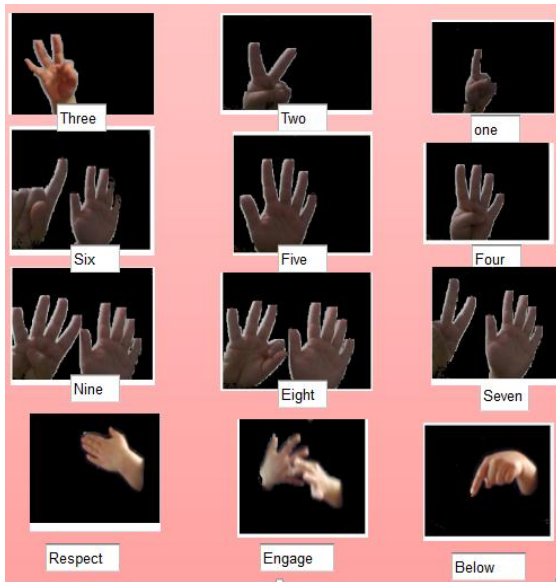 Three Two one
Six Five Four
Nine Eight Seven
Respect Engage Below